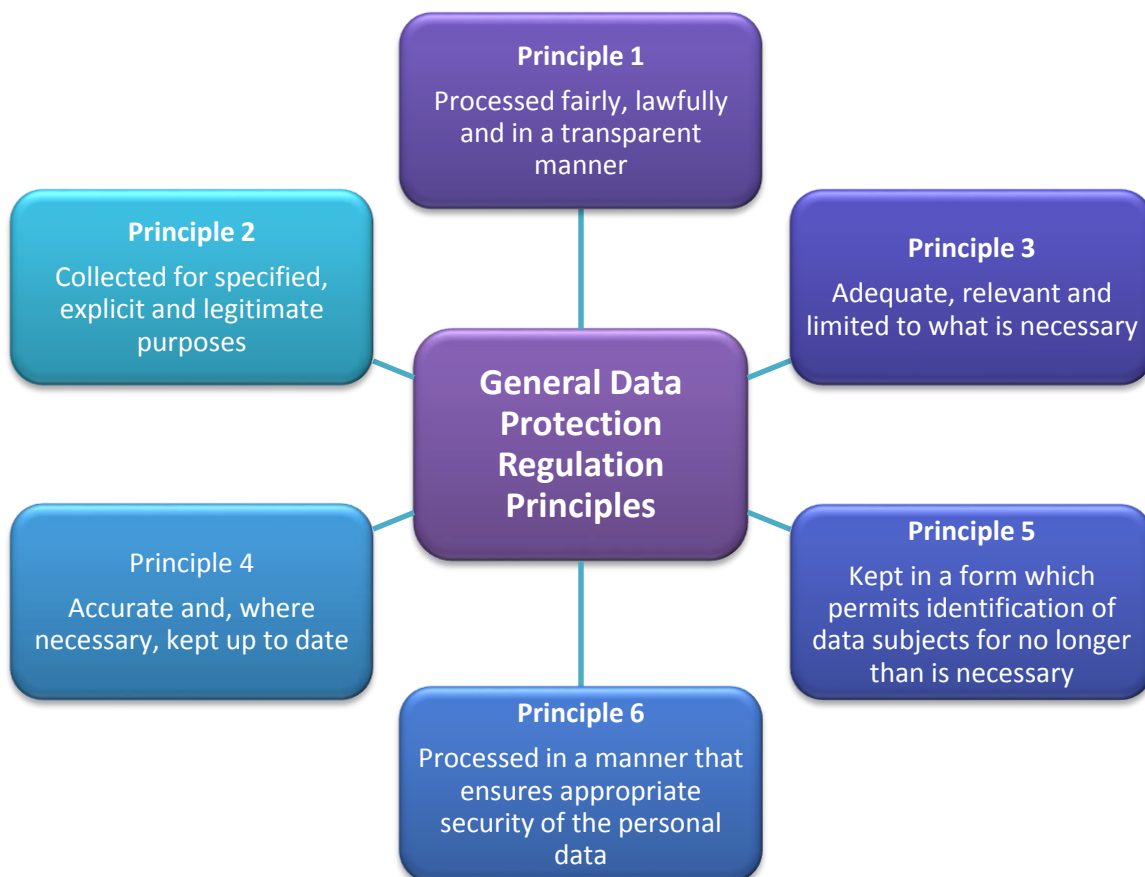 Principle 1
Processed fairly, lawfully
and in a transparent
manner
Principle 2
Collected for specified,
explicit and legitimate
purposes
Principle 3
Adequate, relevant and
limited to what is necessary
General Data
Protection
Regulation
Principles
Principle 4
Accurate and, where
necessary, kept up to date
Principle 5
Kept in a form which
permits identification of
data subjects for no longer
than is necessary
Principle 6
Processed in a manner that
ensures appropriate
security of the personal
data